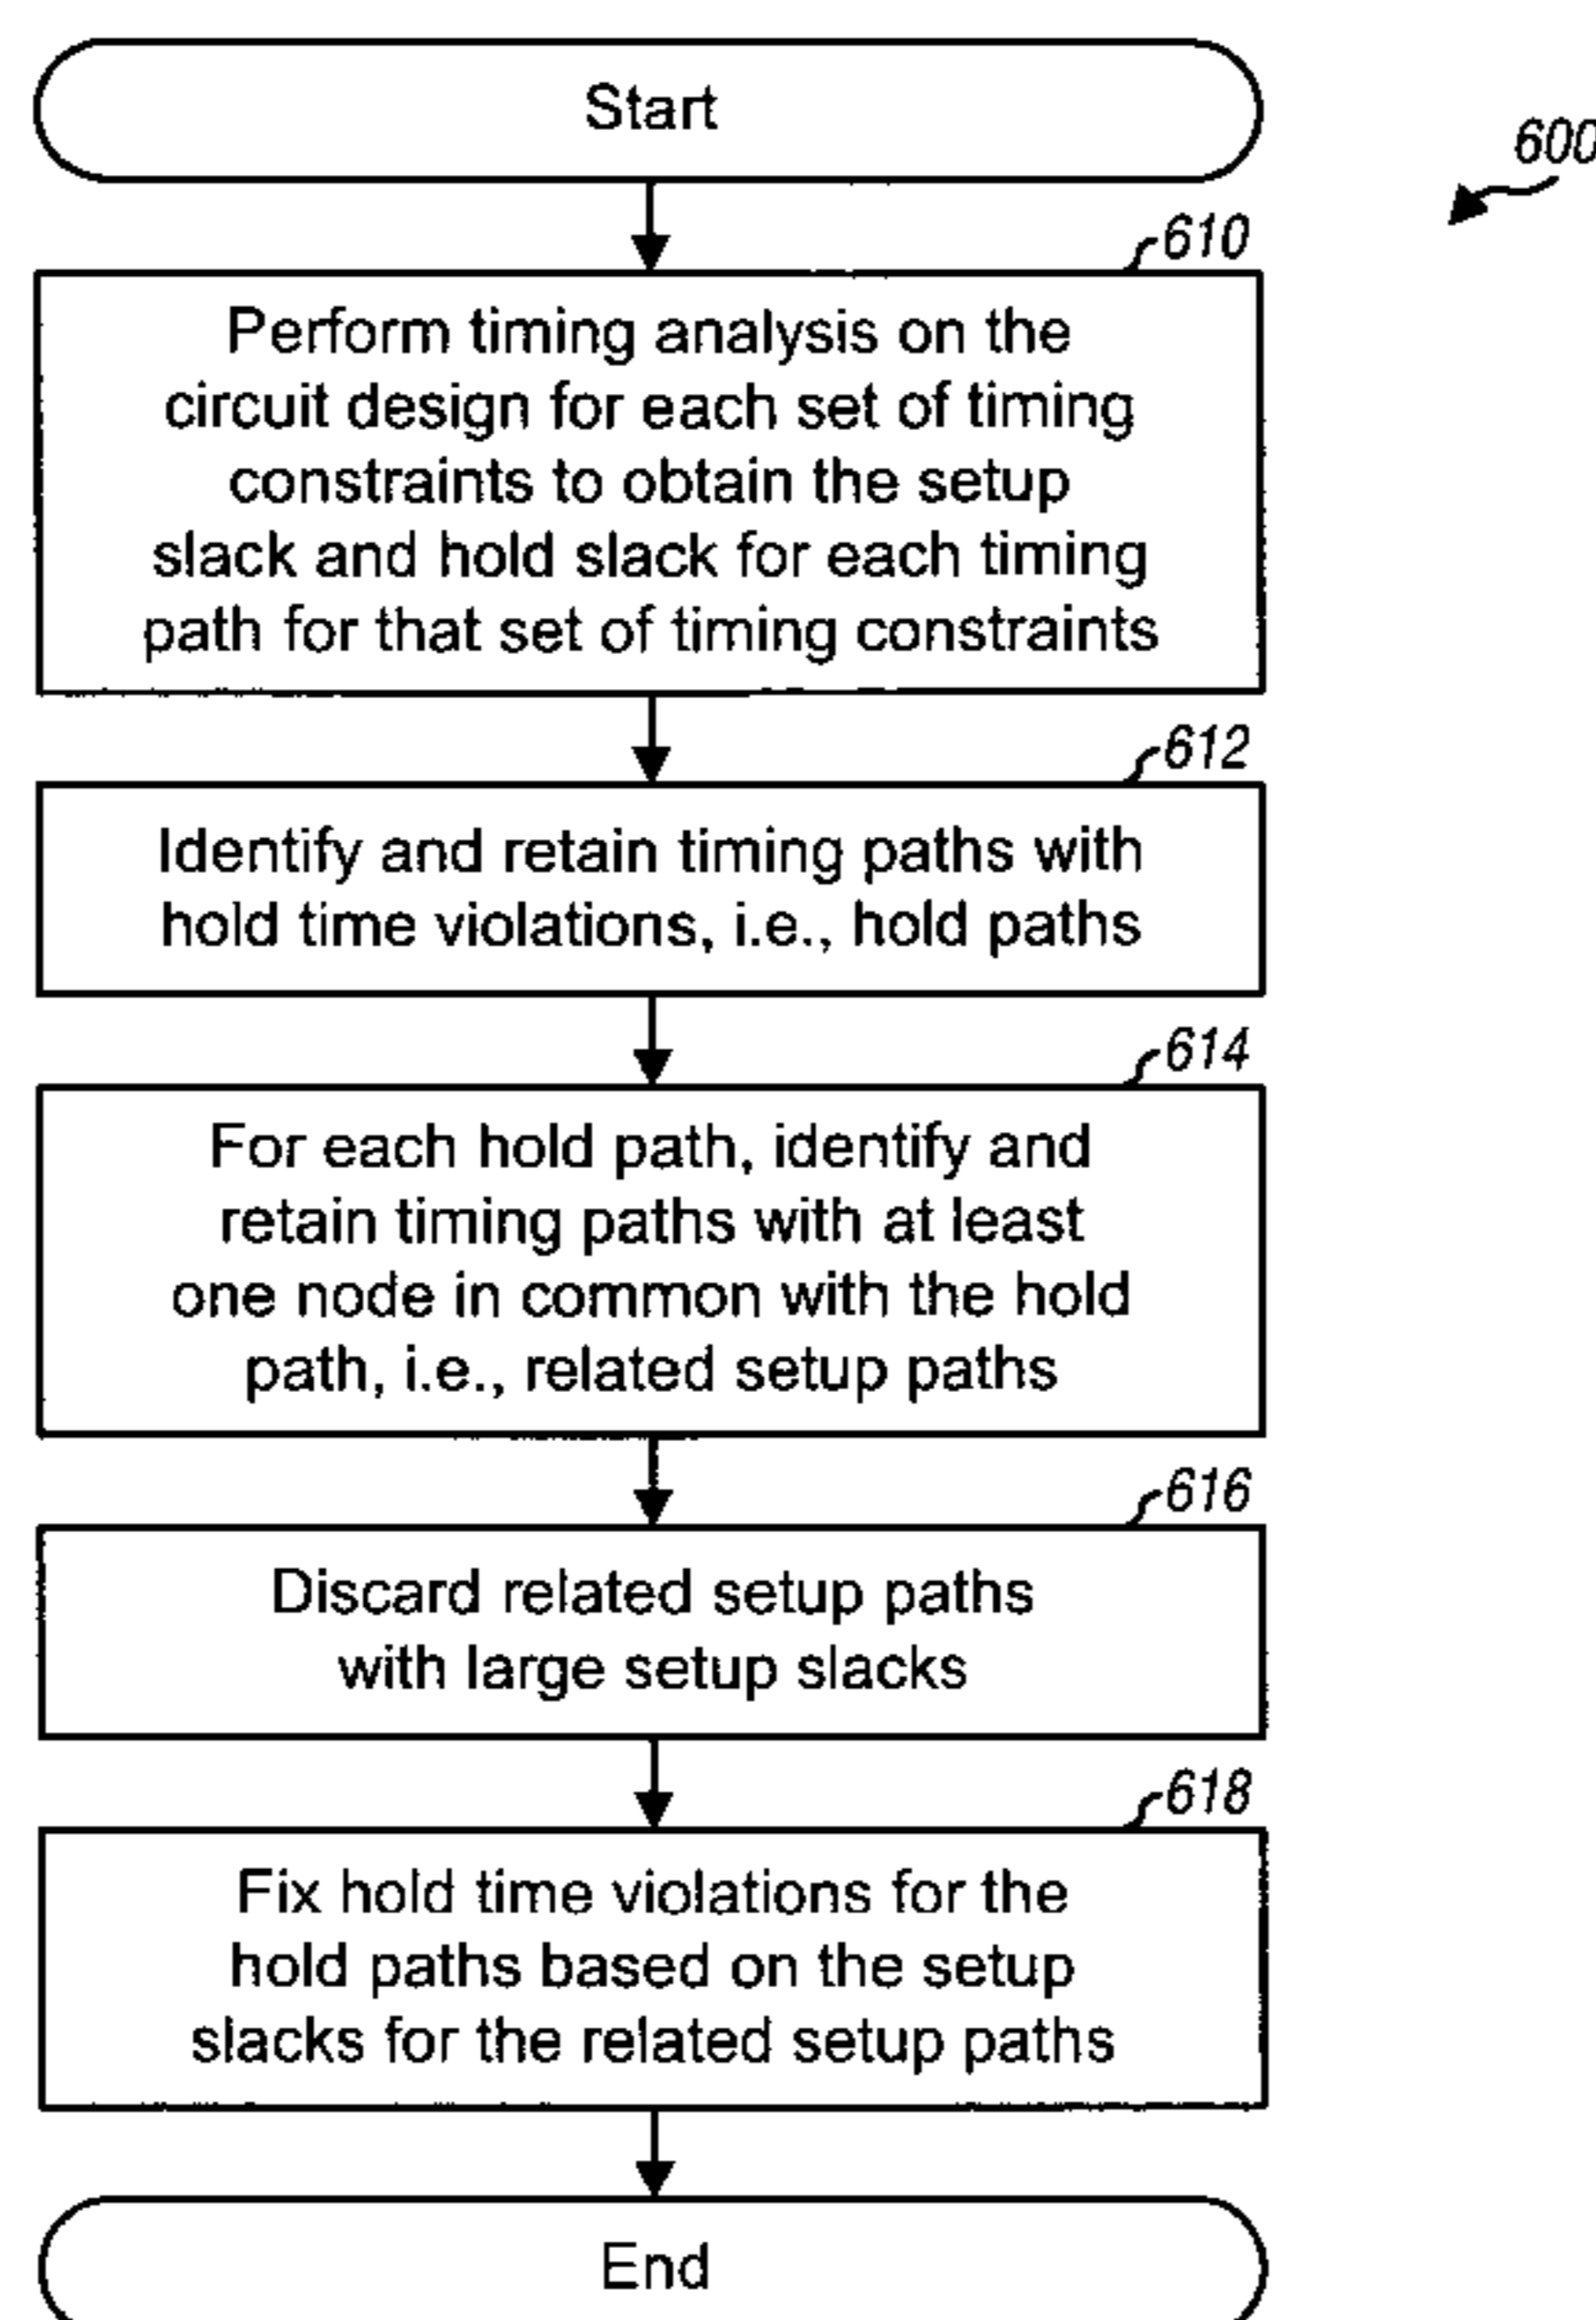 Start
600
610
Perform timing analysis on the
circuit design for each set of timing
constraints to obtain the setup
slack and hold slack for each timing
path for that set of timing constraints
612
Identify and retain timing paths with
hold time violations, i.e., hold paths
614
For each hold path, identify and
retain timing paths with at least
one node in common with the hold
path, i.e., related setup paths
616
Discard related setup paths
with large setup slacks
618
Fix hold time violations for the
hold paths based on the setup
slacks for the related setup paths
End